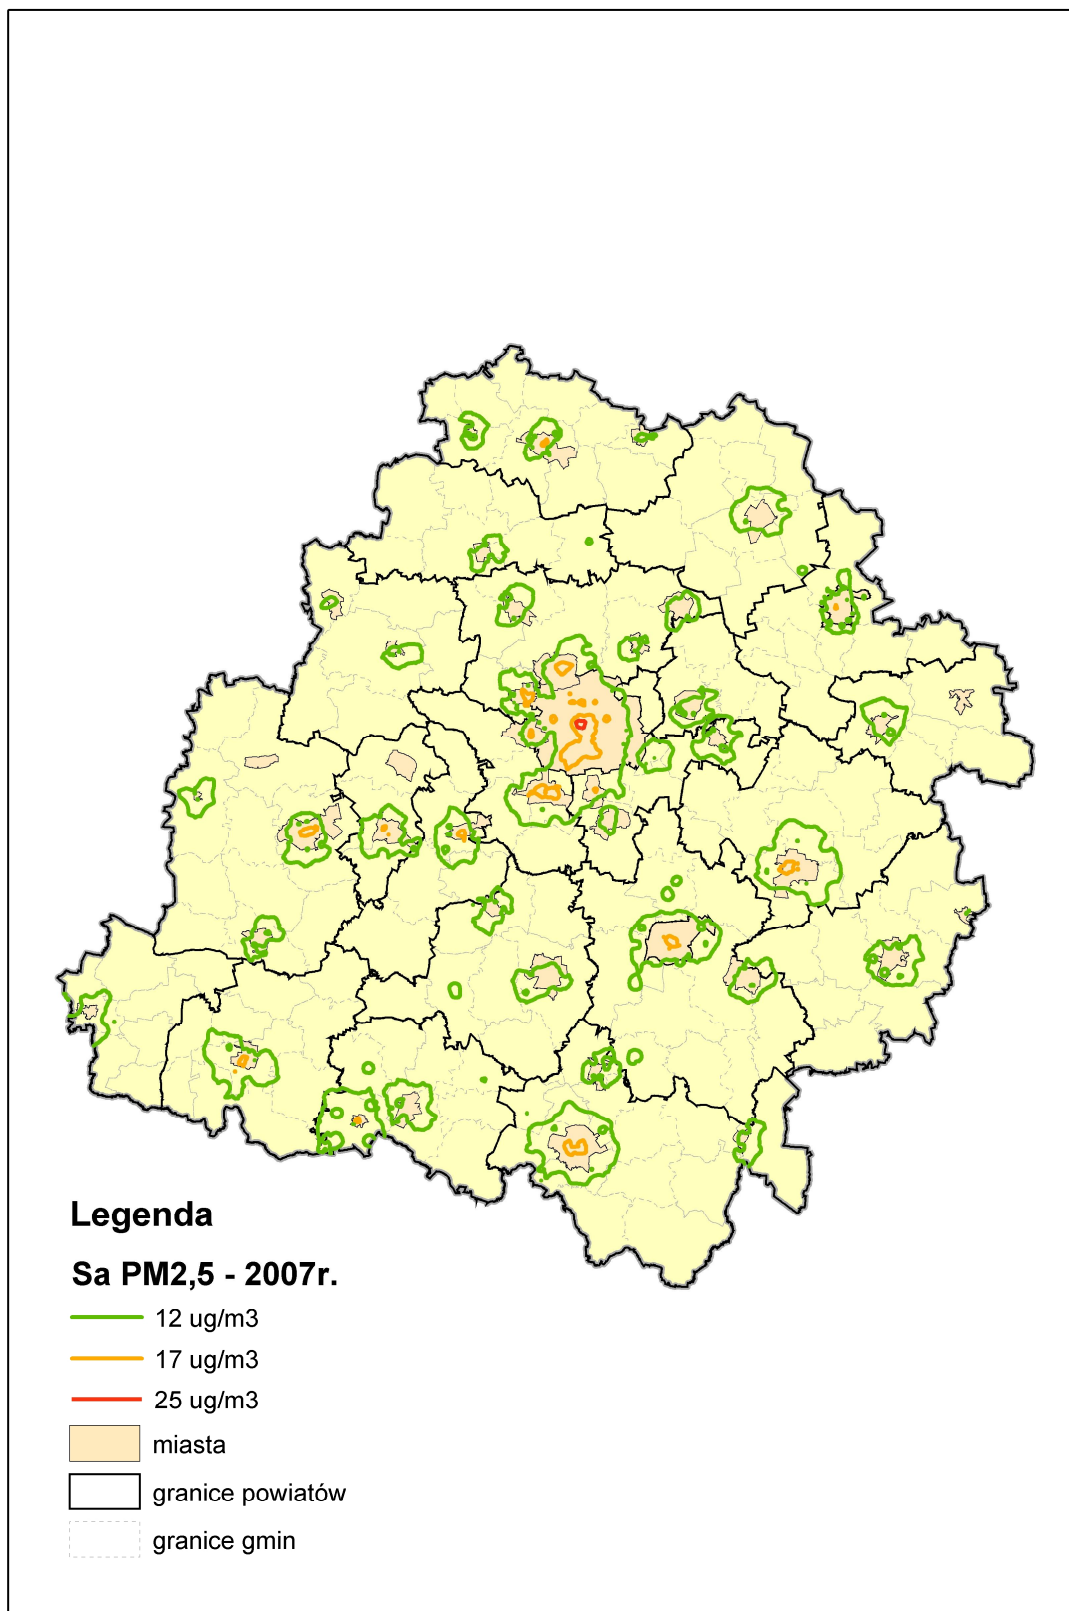 Legenda
Sa PM2,5 - 2007r.
12 ug/m3
17 ug/m3
25 ug/m3
miasta
granice powiatów
granice gmin